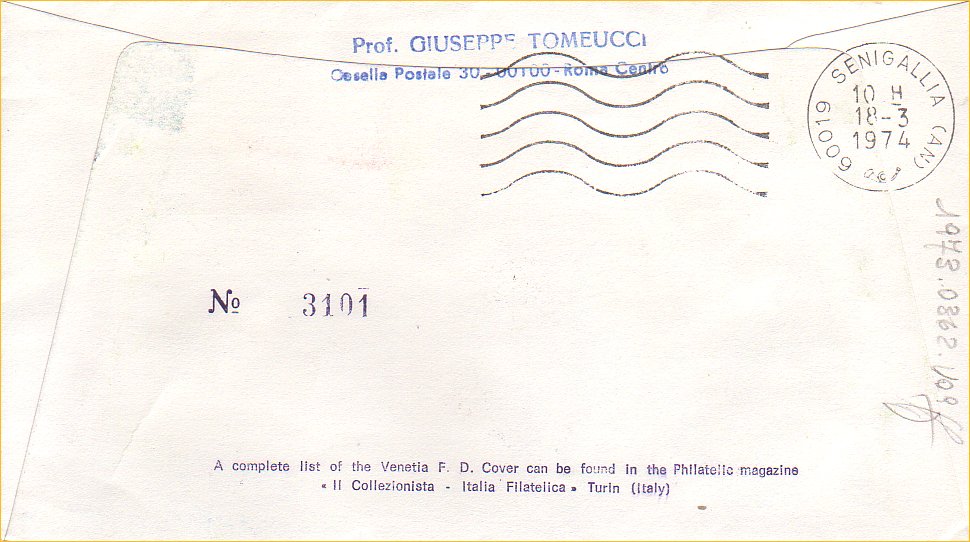 Prof. GIUSEPPE TOMEUCCI
Casella Postale 30 - 00100 - Roma Centro
60019 SENIGALLIA (AN)
10 H
18-3
1974
No 3101
A complete list of the Venetia F. D. Cover can be found in the Philatelic magazine
« Il Collezionista - Italia Filatelica » Turin (Italy)